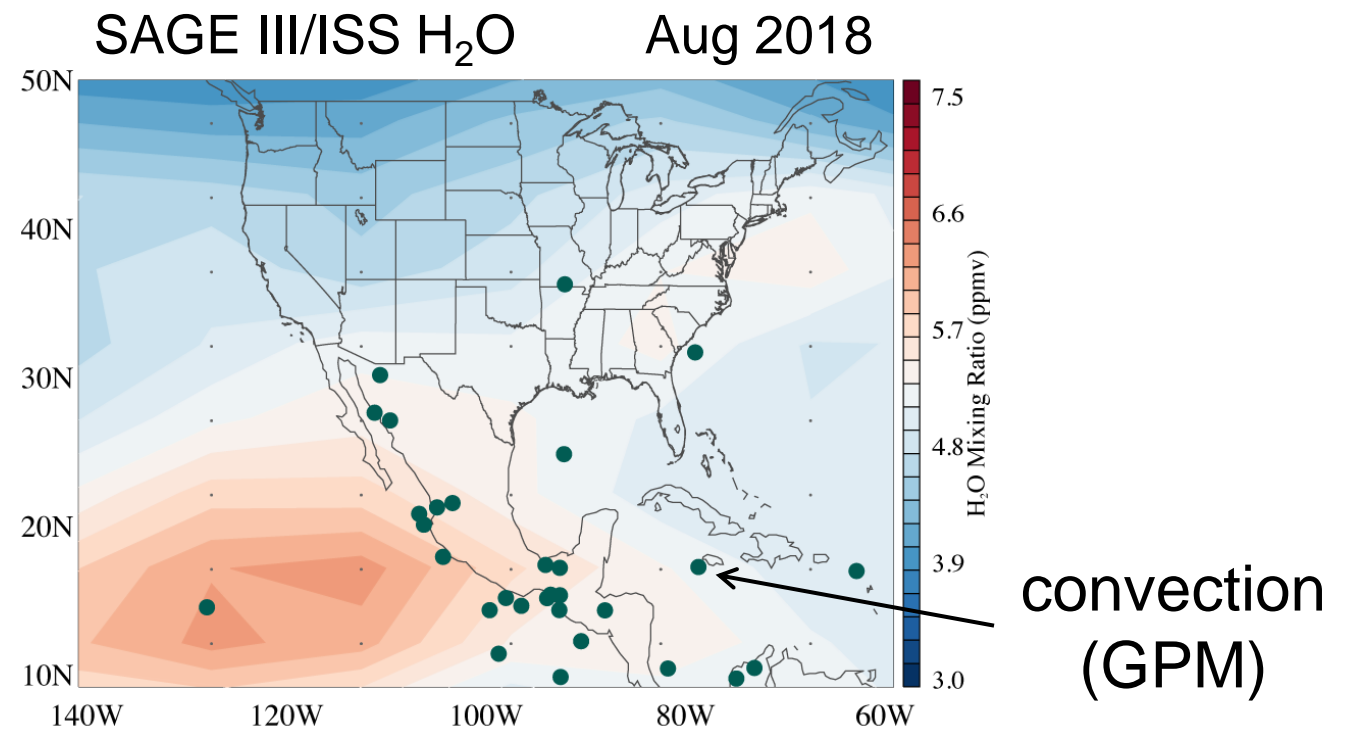 SAGE III/ISS H₂O Aug 2018
50N
40N
30N
20N
10N
140W 120W 100W 80W 60W
7.5
6.6
5.7
4.8
3.9
3.0
H₂O Mixing Ratio (ppmv)
convection
(GPM)